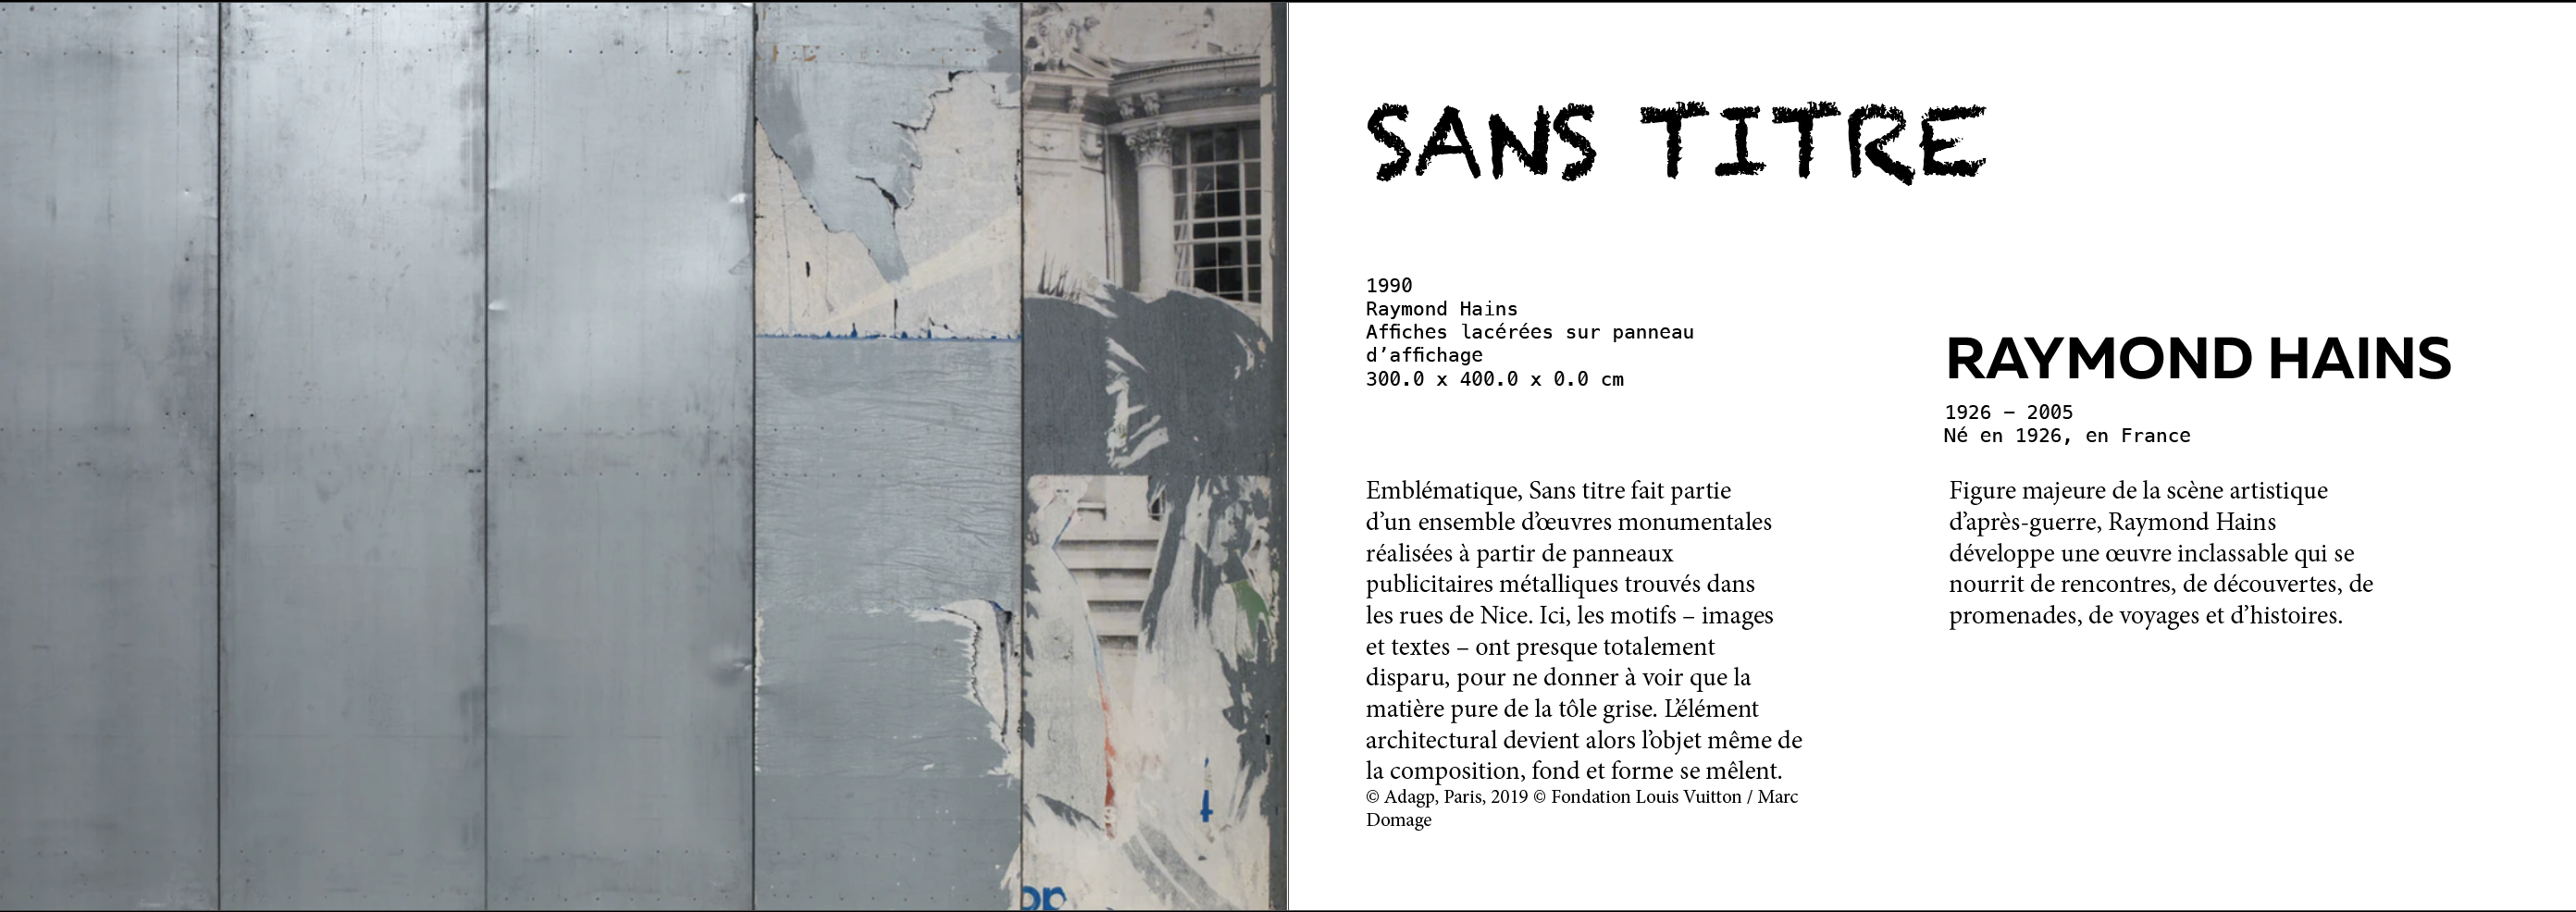 SANS TITRE
1990
Raymond Hains
Affiches lacérées sur panneau
d’affichage
300.0 x 400.0 x 0.0 cm
Emblématique, Sans titre fait partie
d’un ensemble d’œuvres monumentales
réalisées à partir de panneaux
publicitaires métalliques trouvés dans
les rues de Nice. Ici, les motifs – images
et textes – ont presque totalement
disparu, pour ne donner à voir que la
matière pure de la tôle grise. L’élément
architectural devient alors l’objet même de
la composition, fond et forme se mêlent.
© Adagp, Paris, 2019 © Fondation Louis Vuitton / Marc
Domage
RAYMOND HAINS
1926 – 2005
Né en 1926, en France
Figure majeure de la scène artistique
d’après-guerre, Raymond Hains
développe une œuvre inclassable qui se
nourrit de rencontres, de découvertes, de
promenades, de voyages et d’histoires.